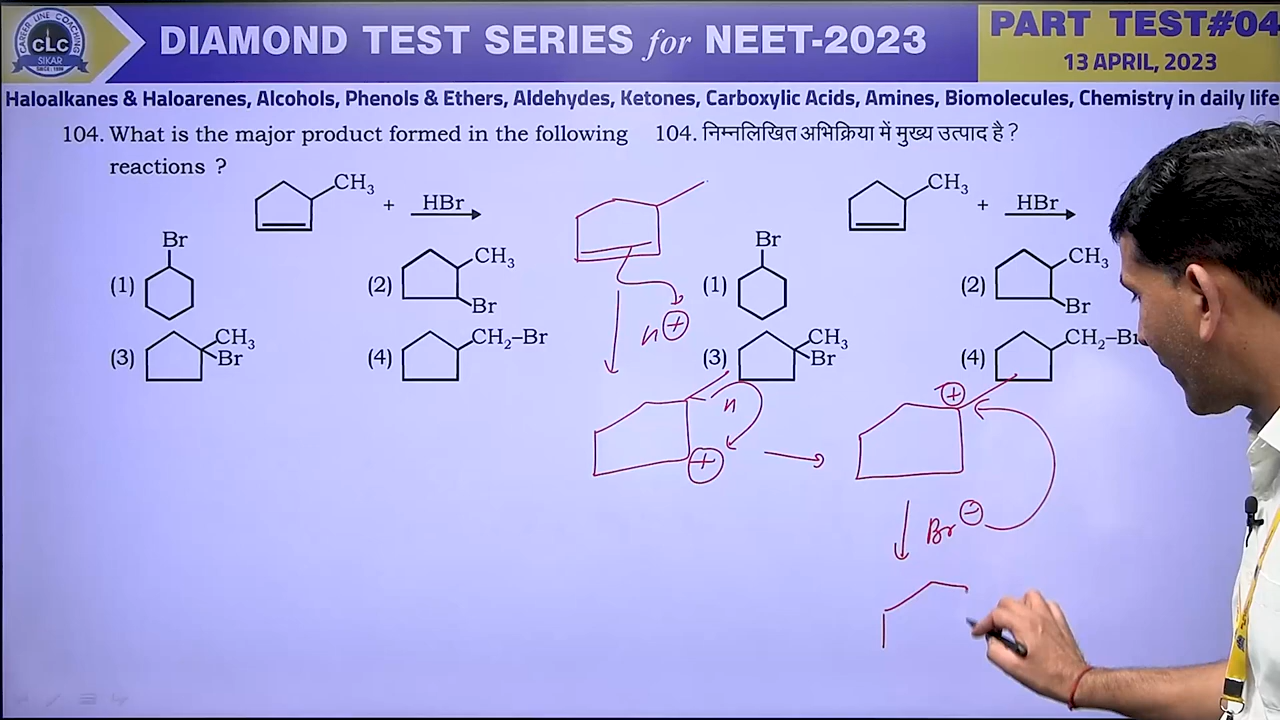 CAREER LINE COACHING
CLC
SIKAR
SINCE : 1996
DIAMOND TEST SERIES for NEET-2023
PART TEST#04
13 APRIL, 2023
Haloalkanes & Haloarenes, Alcohols, Phenols & Ethers, Aldehydes, Ketones, Carboxylic Acids, Amines, Biomolecules, Chemistry in daily life
104. What is the major product formed in the following
reactions ?
CH₃
+ HBr
(1) Br
(2) CH₃
Br
(3) CH₃
Br
(4) CH₂–Br
104. निम्नलिखित अभिक्रिया में मुख्य उत्पाद है ?
CH₃
+ HBr
(1) Br
(2) CH₃
Br
(3) CH₃
Br
(4) CH₂–Br
H⊕
H
⊕
⊕
Br⊖